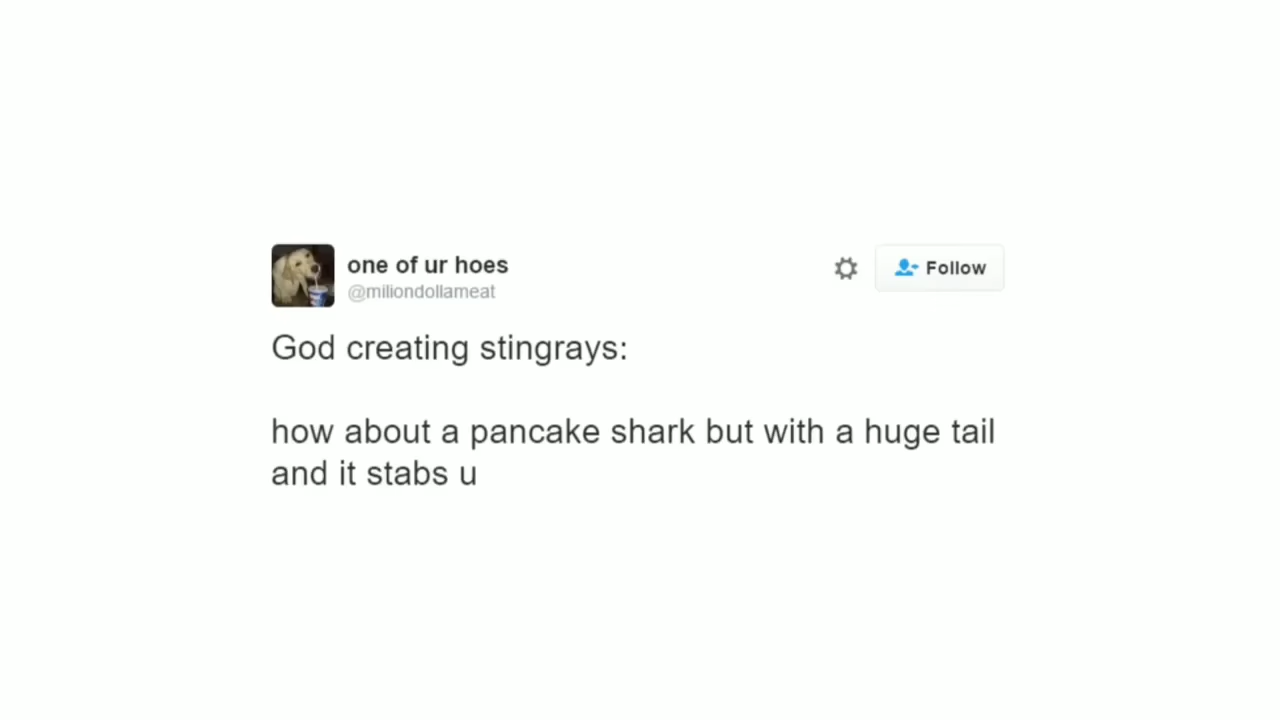 one of ur hoes
Follow
@miliondollameat
God creating stingrays:
how about a pancake shark but with a huge tail
and it stabs u